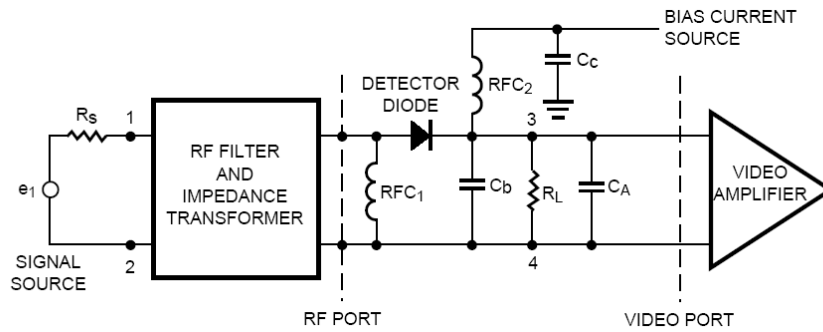 BIAS CURRENT
SOURCE
CC
RFC2
DETECTOR
DIODE
RS
1
3
RF FILTER
AND
IMPEDANCE
TRANSFORMER
e1
RFC1
Cb
RL
CA
VIDEO
AMPLIFIER
2
4
SIGNAL
SOURCE
RF PORT
VIDEO PORT